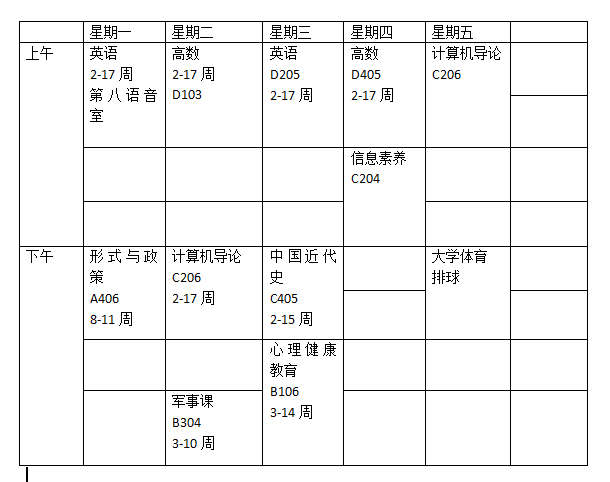 星期一 星期二 星期三 星期四 星期五
上午
英语
2-17 周
第八语音
室
高数
2-17 周
D103
英语
D205
2-17 周
高数
D405
2-17 周
计算机导论
C206
信息素养
C204
下午
形式与政
策
A406
8-11 周
计算机导论
C206
2-17 周
中国近代
史
C405
2-15 周
大学体育
排球
心理健康
教育
B106
3-14 周
军事课
B304
3-10 周